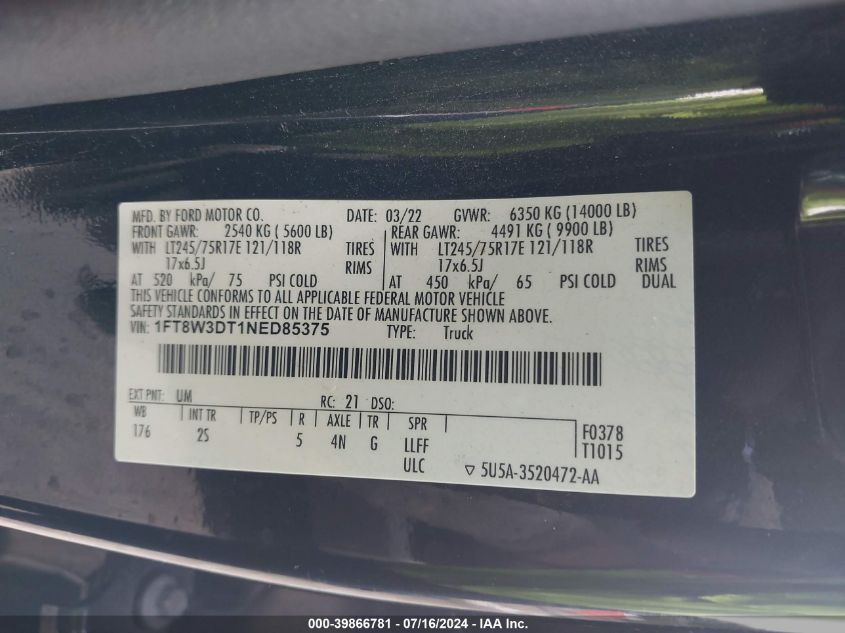 MFD. BY FORD MOTOR CO. DATE: 03/22 GVWR: 6350 KG (14000 LB)
FRONT GAWR: 2540 KG ( 5600 LB) REAR GAWR: 4491 KG ( 9900 LB)
WITH LT245/75R17E 121/118R TIRES WITH LT245/75R17E 121/118R TIRES
17x6.5J RIMS 17x6.5J RIMS
AT 520 kPa/ 75 PSI COLD AT 450 kPa/ 65 PSI COLD DUAL
THIS VEHICLE CONFORMS TO ALL APPLICABLE FEDERAL MOTOR VEHICLE
SAFETY STANDARDS IN EFFECT ON THE DATE OF MANUFACTURE SHOWN ABOVE.
VIN: 1FT8W3DT1NED85375 TYPE: Truck
EXT PNT: UM RC: 21 DSO:
WB INT TR TP/PS R AXLE TR SPR F0378
176 2S 5 4N G LLFF T1015
ULC ▽ 5U5A-3520472-AA
000-39866781 / 07/16/2024 / © IAA Holdings, LLC.